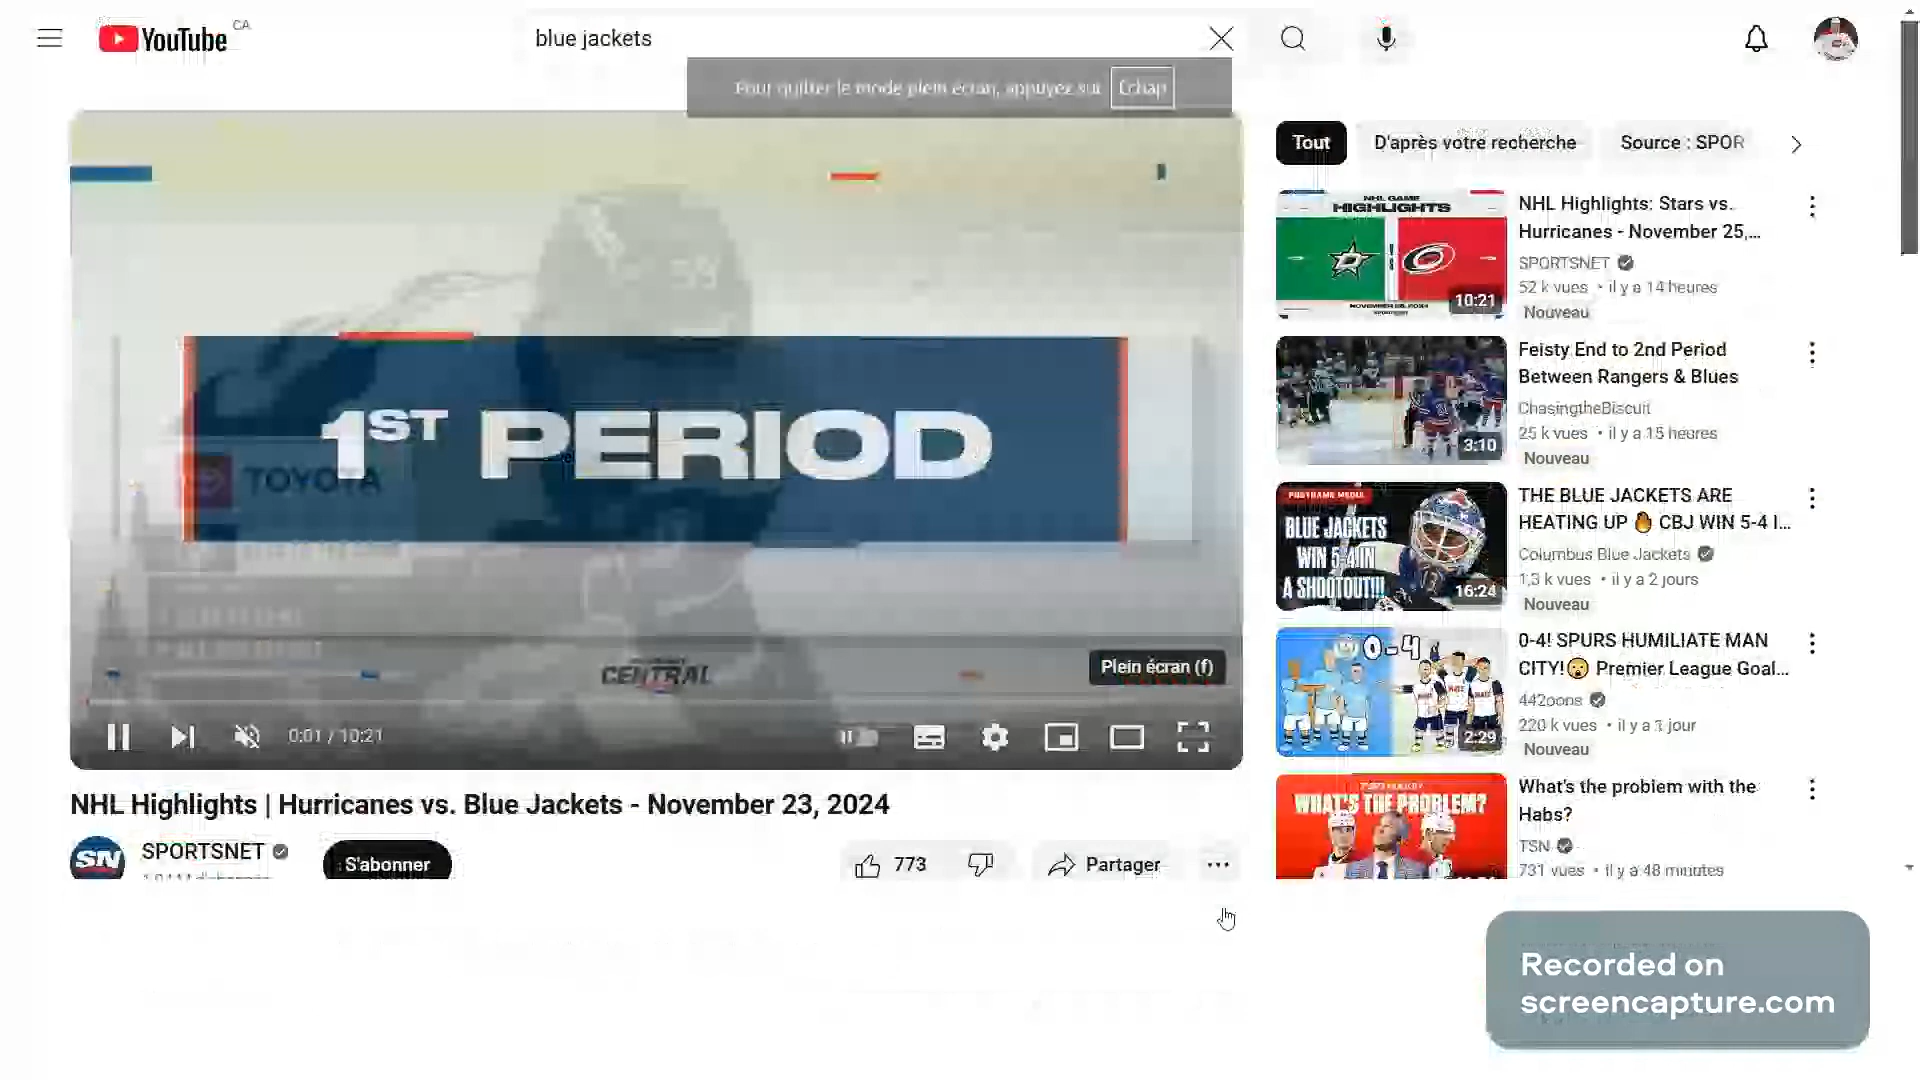 YouTube CA
blue jackets
Pour quitter le mode plein écran, appuyez sur Échap
1ST PERIOD
TOYOTA
CENTRAL
Plein écran (f)
0:01 / 10:21
NHL Highlights | Hurricanes vs. Blue Jackets - November 23, 2024
SN
SPORTSNET
S'abonner
773
Partager
Tout
D'après votre recherche
Source : SPOR
NHL GAME
HIGHLIGHTS
10:21
NHL Highlights: Stars vs.
Hurricanes - November 25,...
SPORTSNET
52 k vues • il y a 14 heures
Nouveau
3:10
Feisty End to 2nd Period
Between Rangers & Blues
ChasingtheBiscuit
25 k vues • il y a 15 heures
Nouveau
POSTGAME MEDIA
BLUE JACKETS
WIN 5-4 IN
A SHOOTOUT!!!
16:24
THE BLUE JACKETS ARE
HEATING UP 🔥 CBJ WIN 5-4 I...
Columbus Blue Jackets
1,3 k vues • il y a 2 jours
Nouveau
0-4
2:29
0-4! SPURS HUMILIATE MAN
CITY!😮 Premier League Goal...
442oons
220 k vues • il y a 1 jour
Nouveau
WHAT'S THE PROBLEM?
What's the problem with the
Habs?
TSN
731 vues • il y a 48 minutes
Recorded on
screencapture.com